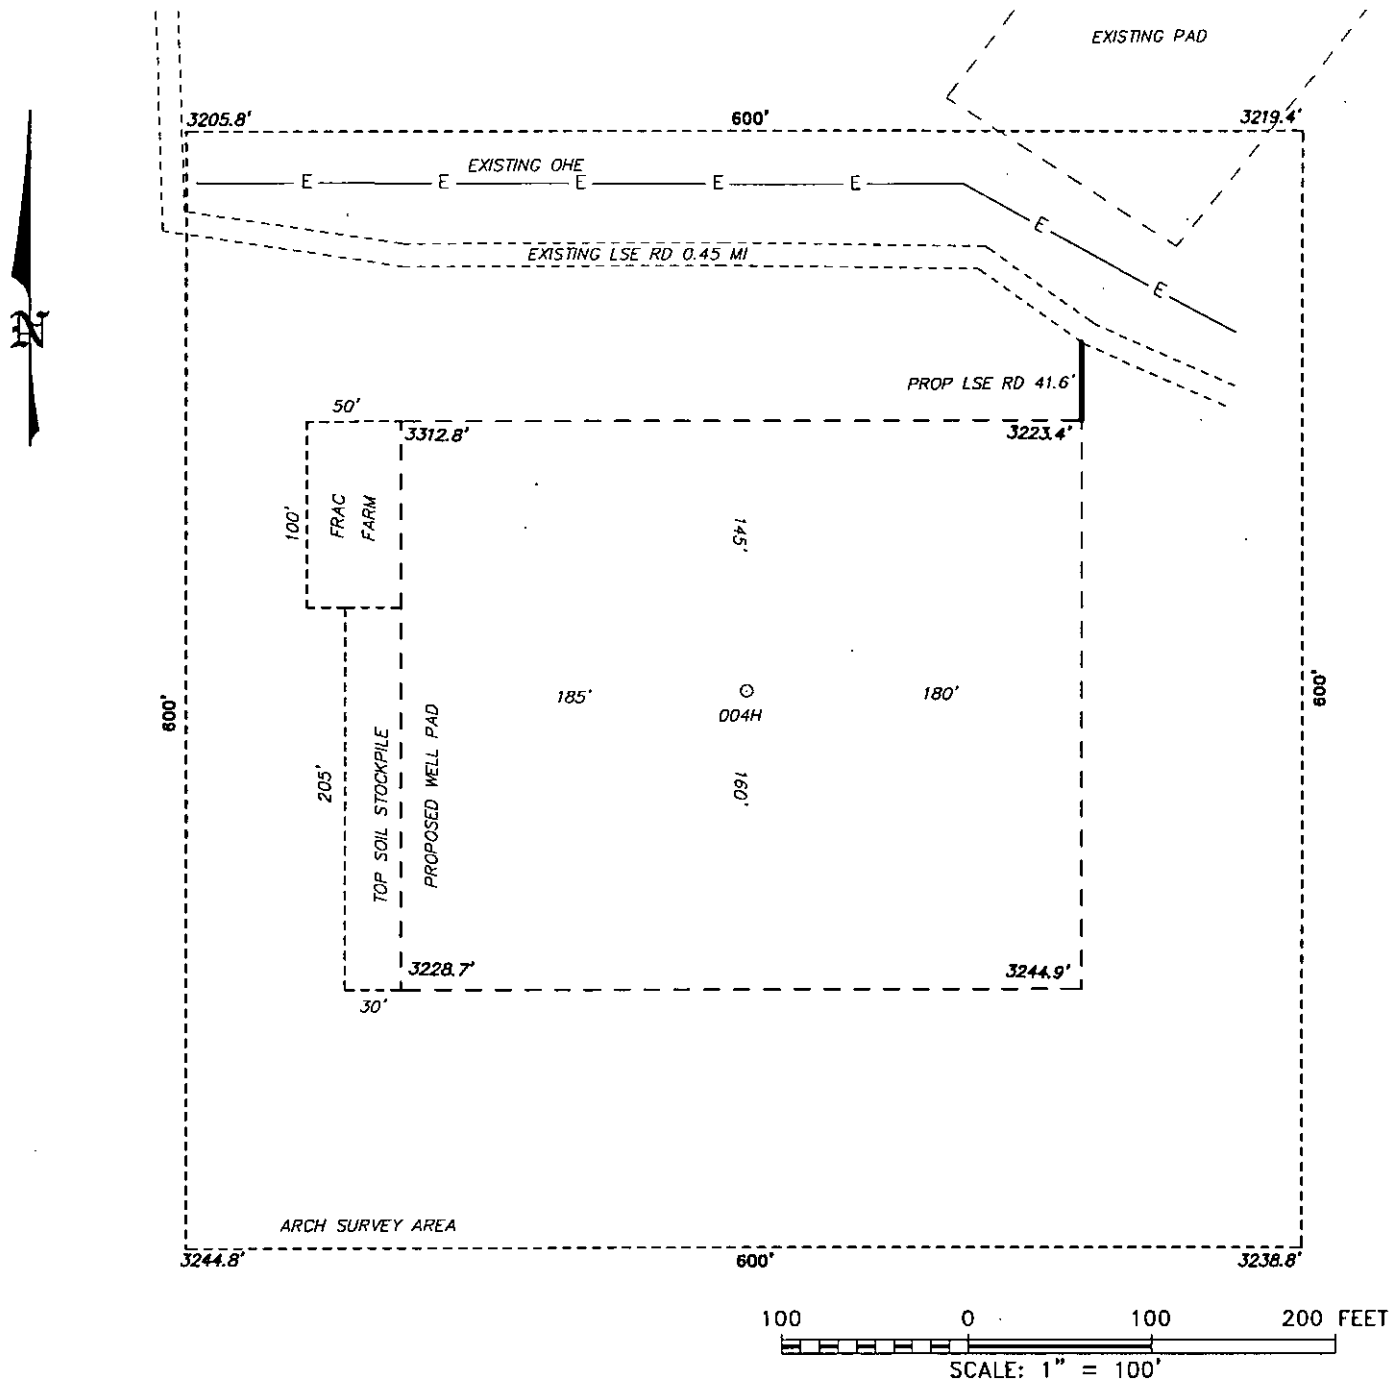 EXISTING PAD
3205.8'
600'
3219.4'
EXISTING OHE
E
E
E
E
E
E
E
EXISTING LSE RD 0.45 MI
N
PROP LSE RD 41.6'
50'
3312.8'
3223.4'
100'
FRAC
FARM
145'
600'
185'
004H
180'
600'
205'
TOP SOIL STOCKPILE
PROPOSED WELL PAD
160'
3228.7'
3244.9'
30'
ARCH SURVEY AREA
3244.8'
600'
3238.8'
100 0 100 200 FEET
SCALE: 1" = 100'